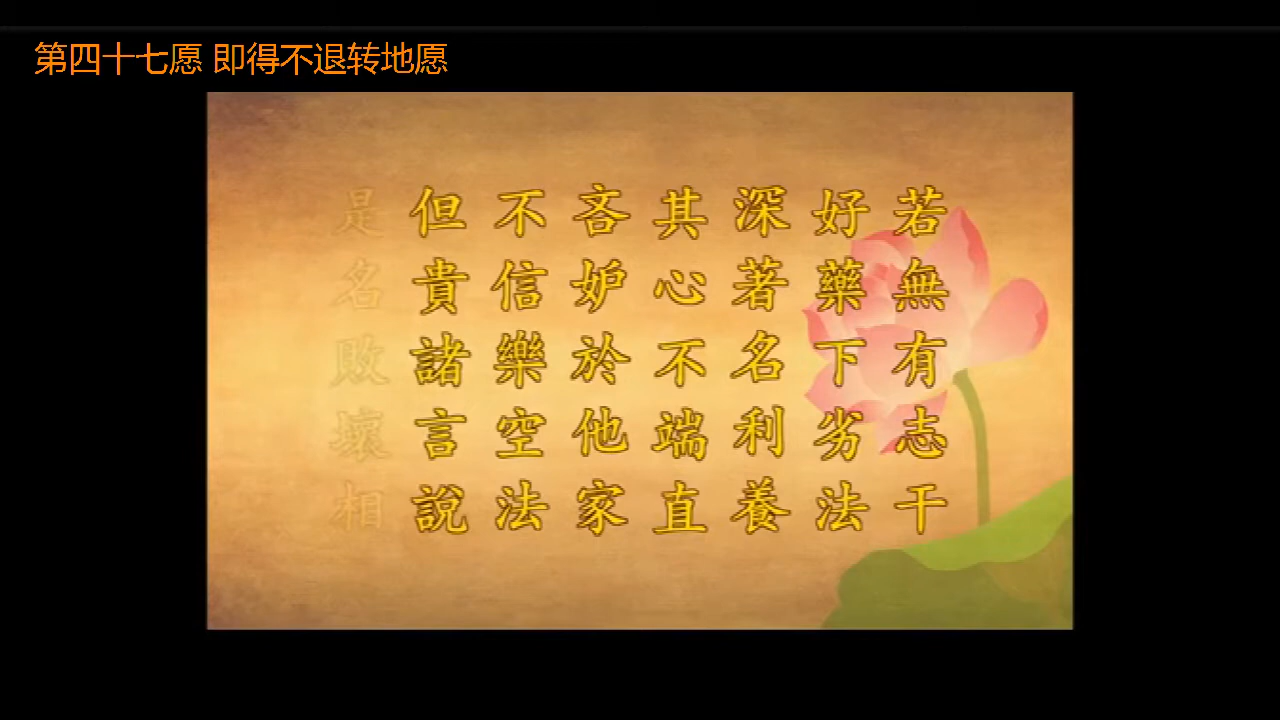 第四十七愿 即得不退转地愿
若無有志干
好藥下劣法
深著名利養
其心不端直
吝妒於他家
不信樂空法
但貴諸言說
是名敗壞相